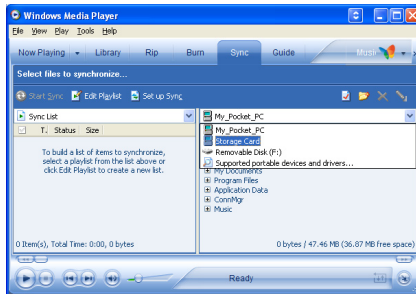 Windows Media Player
File View Play Tools Help
Now Playing Library Rip Burn Sync Guide Music
Select files to synchronize...
Start Sync Edit Playlist Set up Sync
Sync List My_Pocket_PC
T. Status Size My_Pocket_PC
Storage Card
Removable Disk (F:)
Supported portable devices and drivers...
To build a list of items to synchronize,
select a playlist from the list above or
click Edit Playlist to create a new list.
My Documents
Program Files
Application Data
ConnMgr
Music
0 Item(s), Total Time: 0:00, 0 bytes 0 bytes / 47.46 MB (36.87 MB free space)
Ready